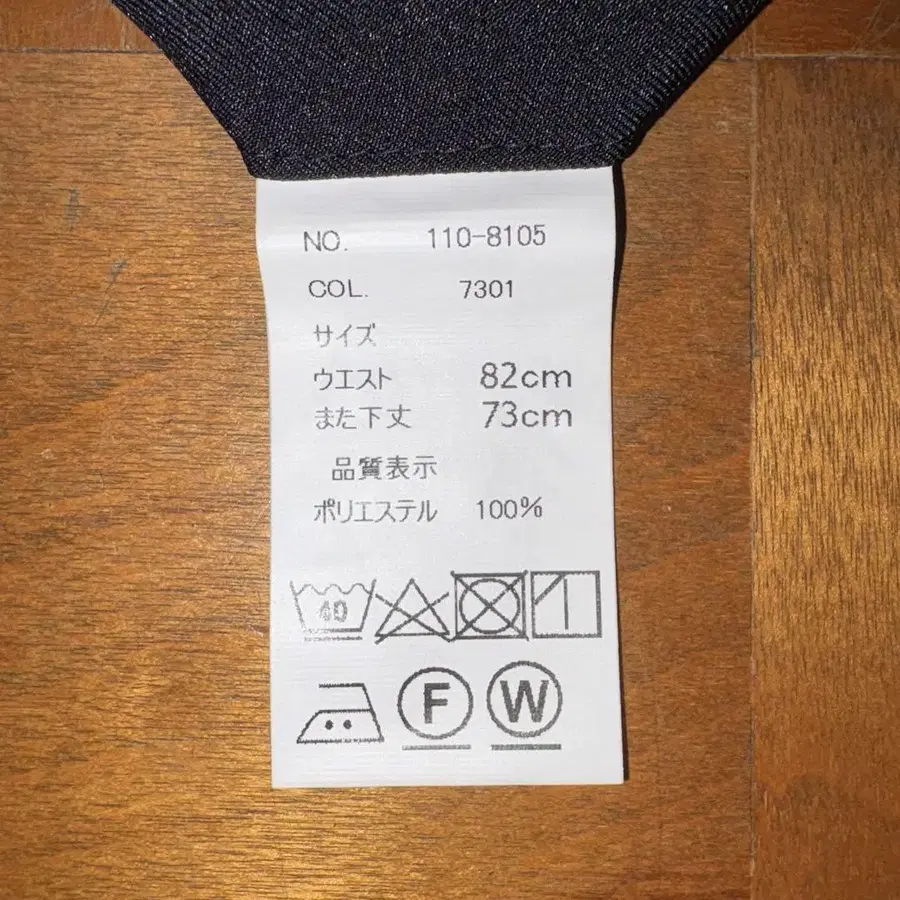 NO. 110-8105
COL. 7301
サイズ
ウエスト 82cm
また下丈 73cm
品質表示
ポリエステル 100%
40
F W